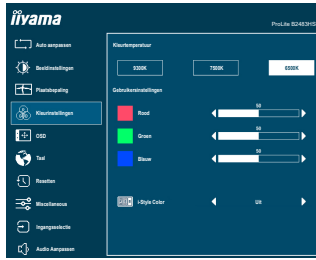 iiyama
ProLite B2483HS
Auto aanpassen
Beeldinstellingen
Plaatsbepaling
Kleurinstellingen
OSD
Taal
Resetten
Miscellaneous
Ingangsselectie
Audio Aanpassen
Kleurtemperatuur
9300K 7500K 6500K
Gebruikersinstellingen
50
Rood
50
Groen
50
Blauw
i-Style Color Uit